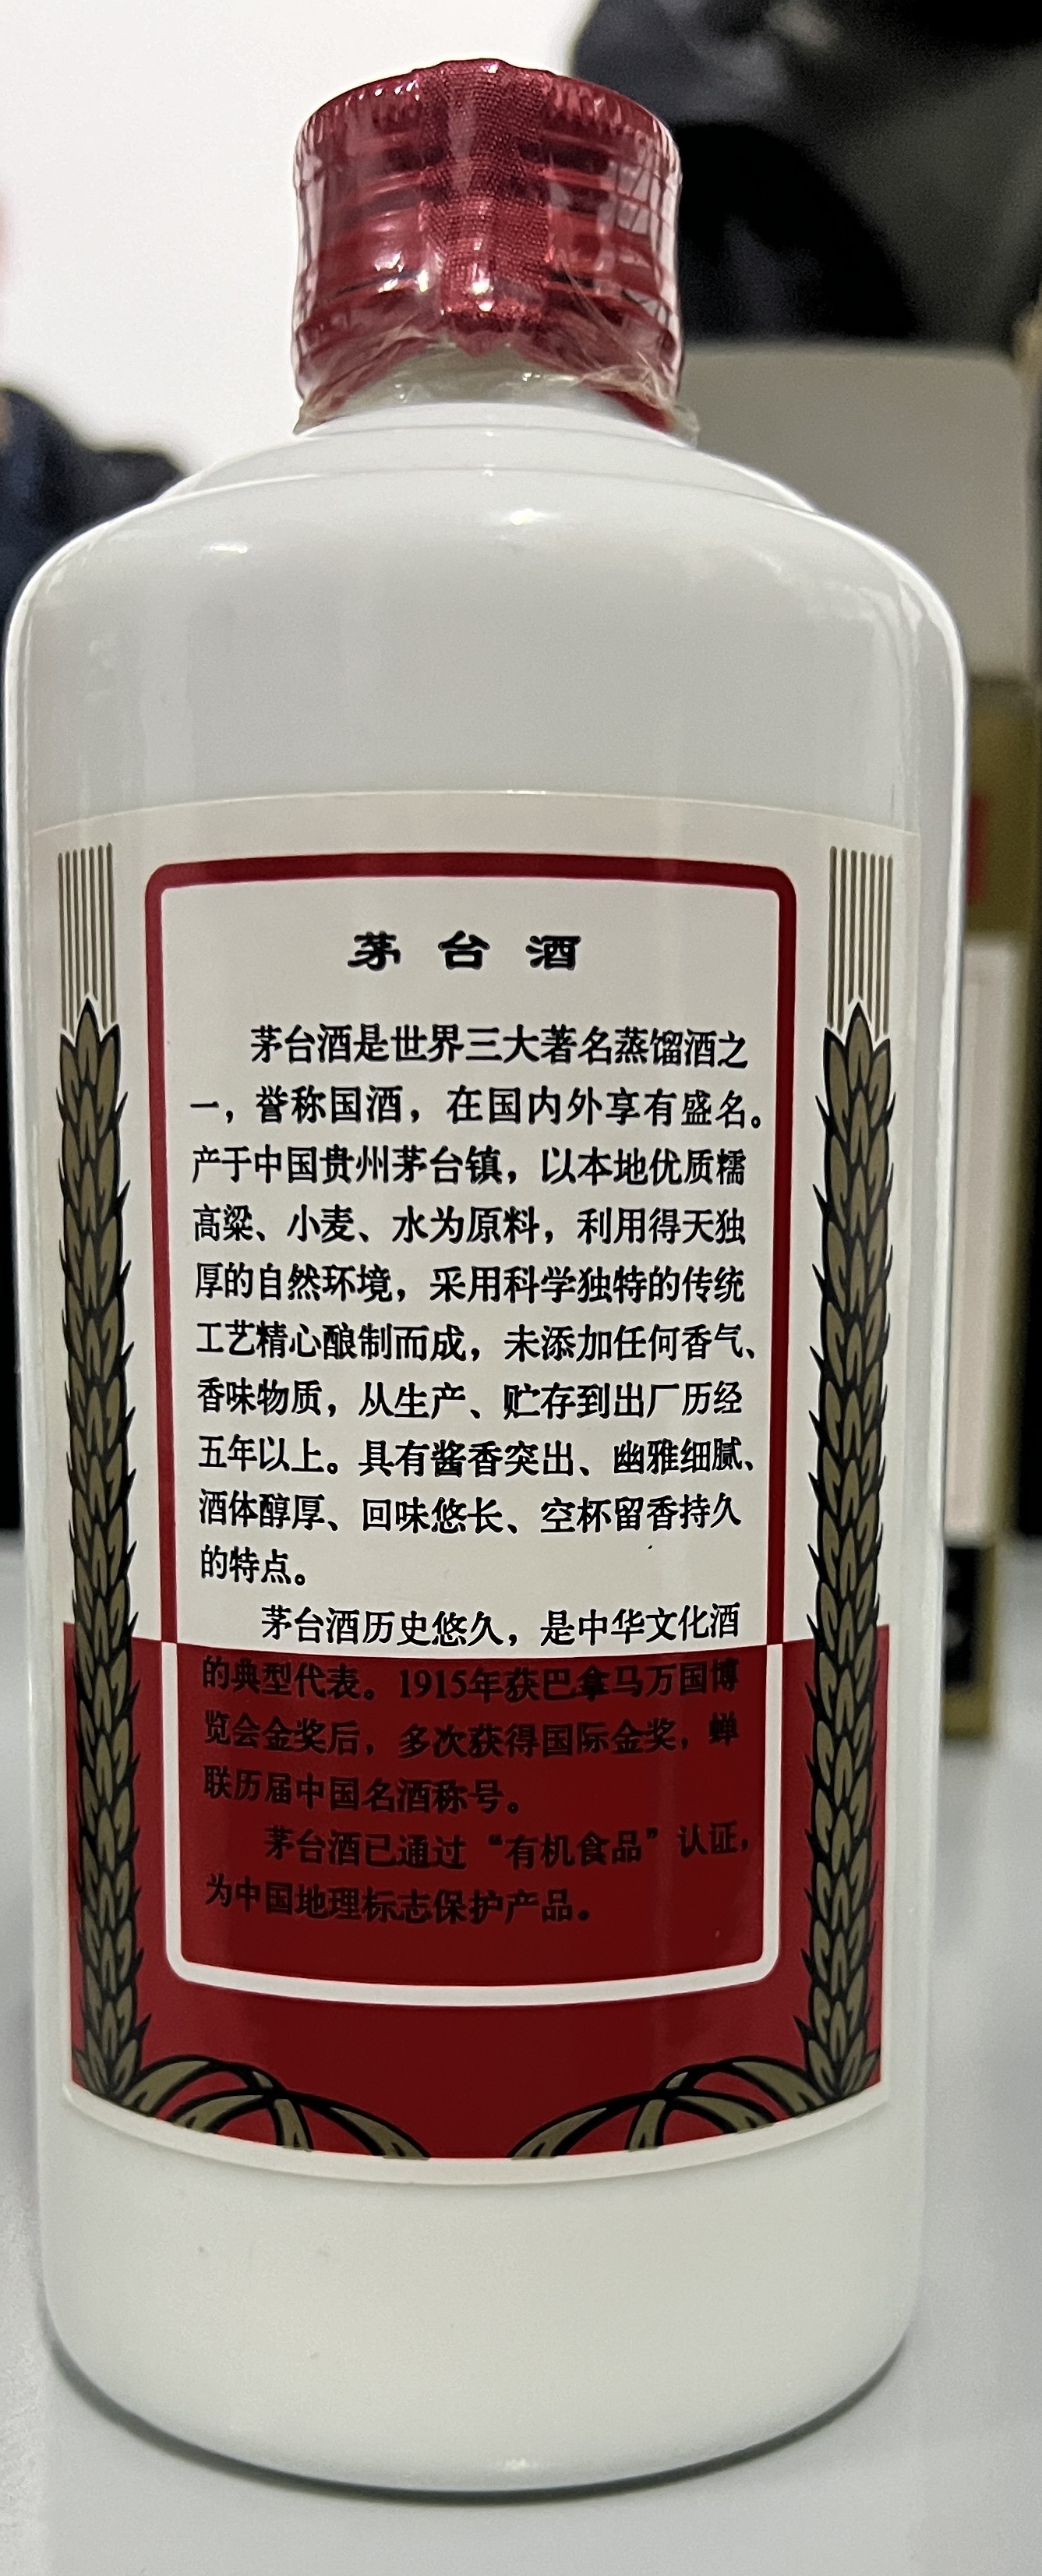 茅台酒
茅台酒是世界三大著名蒸馏酒之
一，誉称国酒，在国内外享有盛名。
产于中国贵州茅台镇，以本地优质糯
高粱、小麦、水为原料，利用得天独
厚的自然环境，采用科学独特的传统
工艺精心酿制而成，未添加任何香气、
香味物质，从生产、贮存到出厂历经
五年以上。具有酱香突出、幽雅细腻、
酒体醇厚、回味悠长、空杯留香持久
的特点。
茅台酒历史悠久，是中华文化酒
的典型代表。1915年获巴拿马万国博
览会金奖后，多次获得国际金奖，蝉
联历届中国名酒称号。
茅台酒已通过“有机食品”认证，
为中国地理标志保护产品。